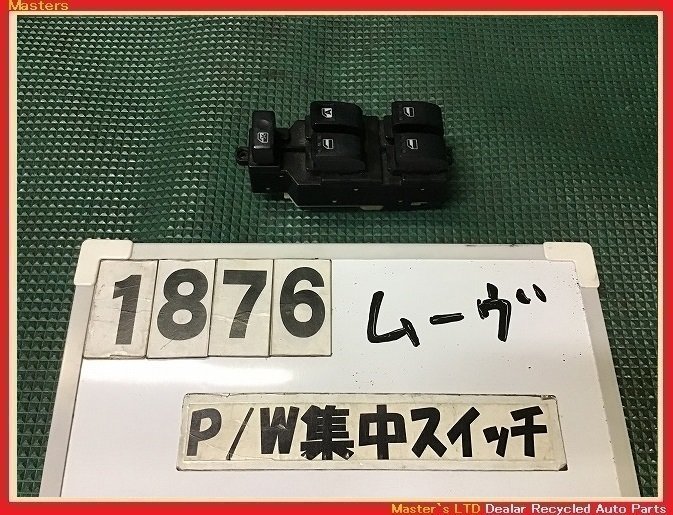 Masters
1876
ムーヴ
P/W集中スイッチ
Master`s LTD Dealar Recycled Auto Parts